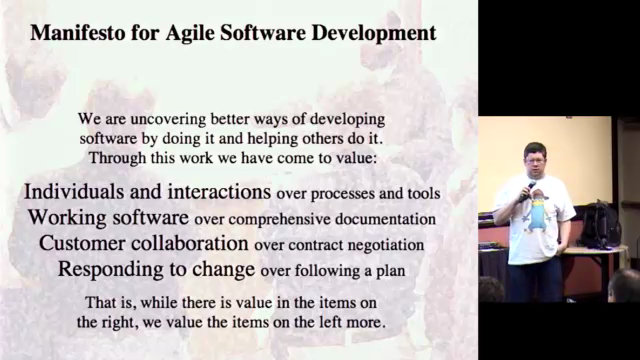 Manifesto for Agile Software Development
We are uncovering better ways of developing
software by doing it and helping others do it.
Through this work we have come to value:
Individuals and interactions over processes and tools
Working software over comprehensive documentation
Customer collaboration over contract negotiation
Responding to change over following a plan
That is, while there is value in the items on
the right, we value the items on the left more.